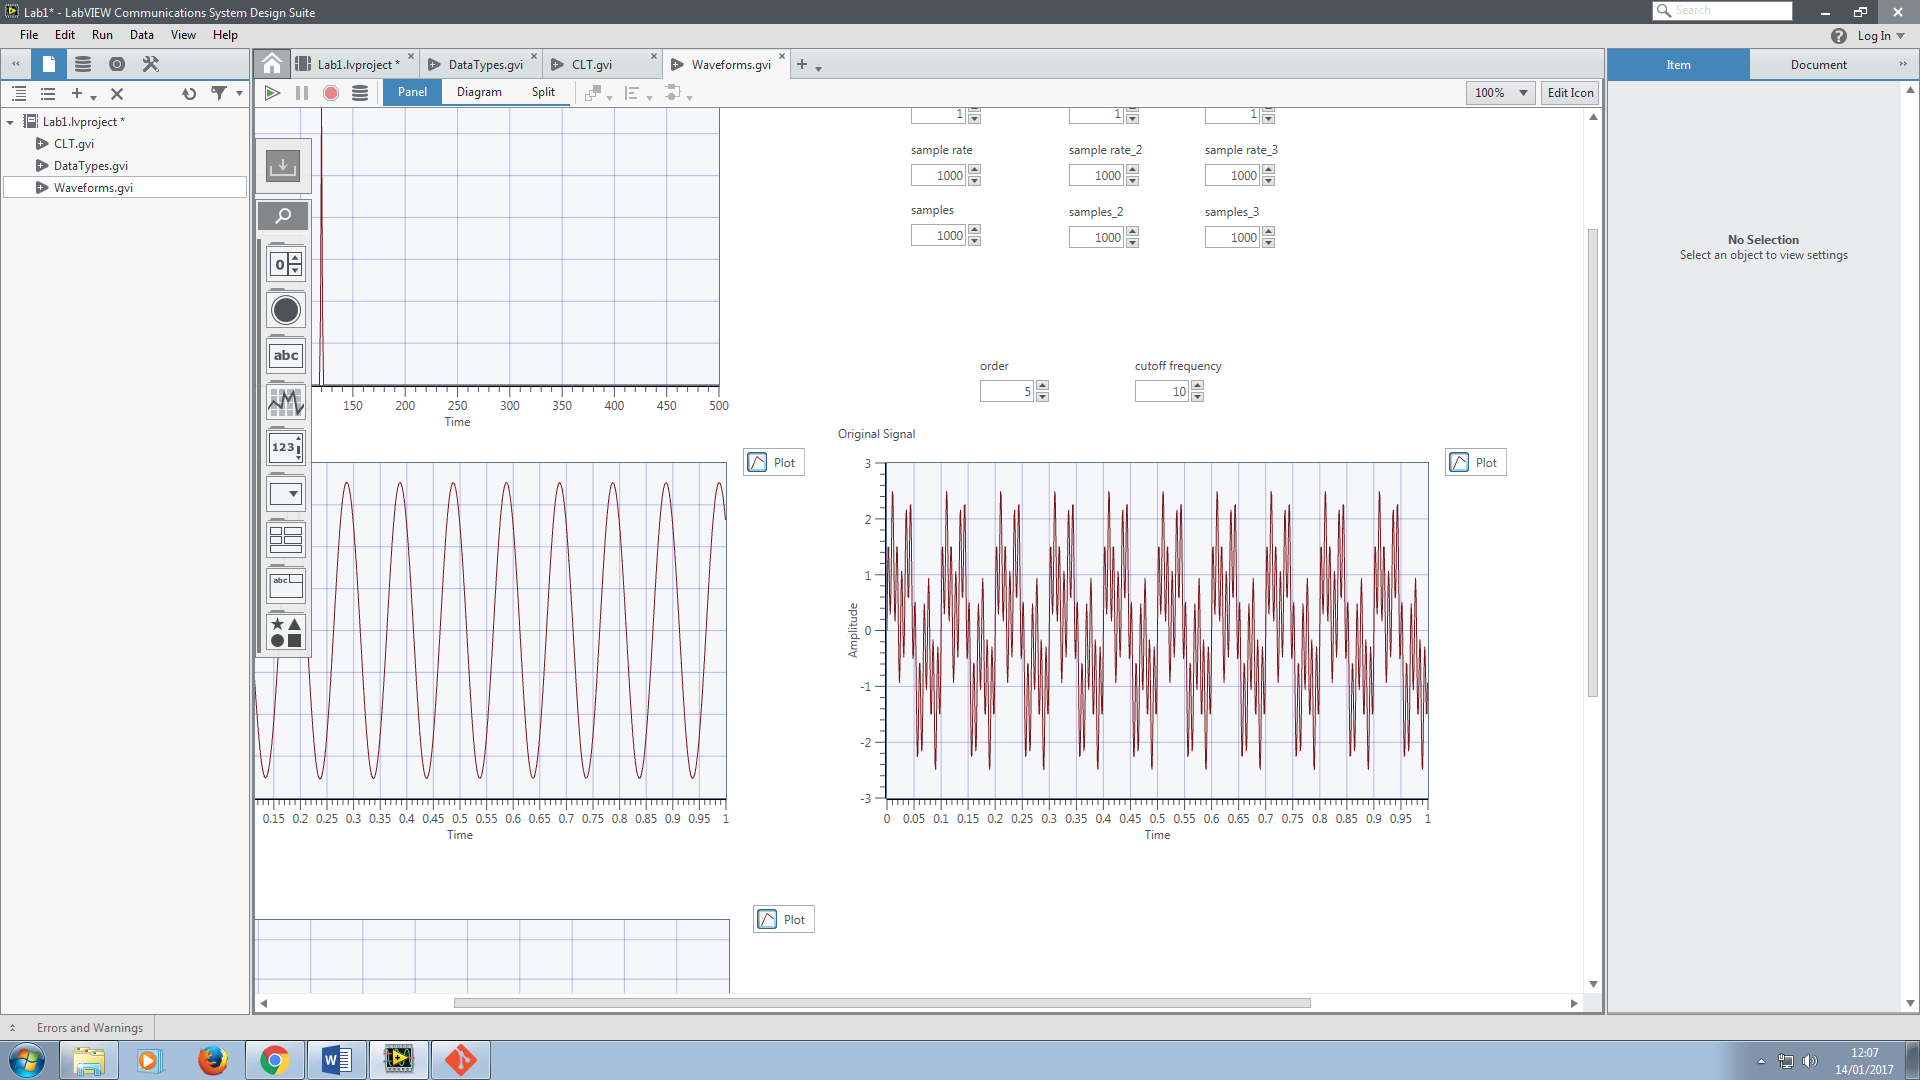 Lab1* - LabVIEW Communications System Design Suite
Search
File Edit Run Data View Help
Log In
Lab1.lvproject * DataTypes.gvi CLT.gvi Waveforms.gvi
Item Document
Panel Diagram Split
100% Edit Icon
Lab1.lvproject *
CLT.gvi
DataTypes.gvi
Waveforms.gvi
1 1 1
sample rate sample rate_2 sample rate_3
1000 1000 1000
samples samples_2 samples_3
1000 1000 1000
No Selection
Select an object to view settings
0
abc
123
abc
order cutoff frequency
5 10
150 200 250 300 350 400 450 500
Time
Original Signal
Plot
Plot
3
2
1
0
-1
-2
-3
Amplitude
0.15 0.2 0.25 0.3 0.35 0.4 0.45 0.5 0.55 0.6 0.65 0.7 0.75 0.8 0.85 0.9 0.95 1
Time
0 0.05 0.1 0.15 0.2 0.25 0.3 0.35 0.4 0.45 0.5 0.55 0.6 0.65 0.7 0.75 0.8 0.85 0.9 0.95 1
Time
Plot
Errors and Warnings
12:07
14/01/2017